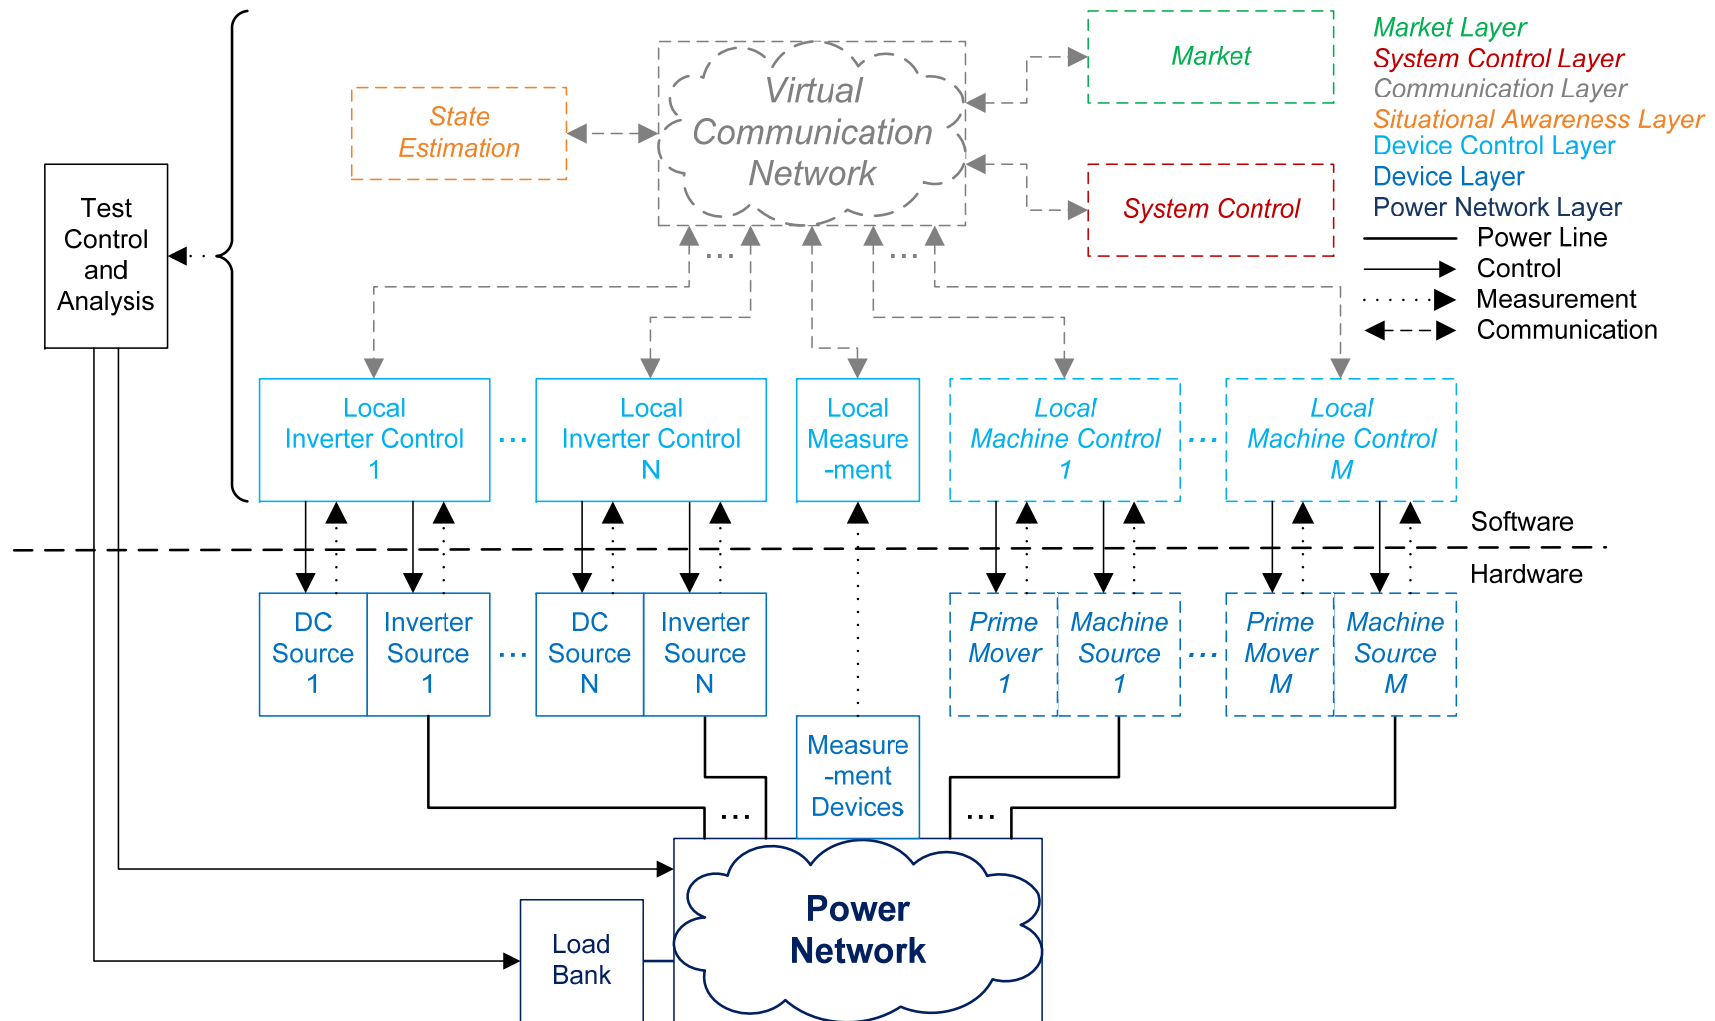 Virtual
Communication
Network
Market
State
Estimation
System Control
Market Layer
System Control Layer
Communication Layer
Situational Awareness Layer
Device Control Layer
Device Layer
Power Network Layer
Power Line
Control
Measurement
Communication
Test
Control
and
Analysis
...
...
Local
Inverter Control
1
...
Local
Inverter Control
N
Local
Measure
-ment
Local
Machine Control
1
...
Local
Machine Control
M
Software
Hardware
DC
Source
1
Inverter
Source
1
...
DC
Source
N
Inverter
Source
N
Prime
Mover
1
Machine
Source
1
...
Prime
Mover
M
Machine
Source
M
Measure
-ment
Devices
...
...
Power
Network
Load
Bank